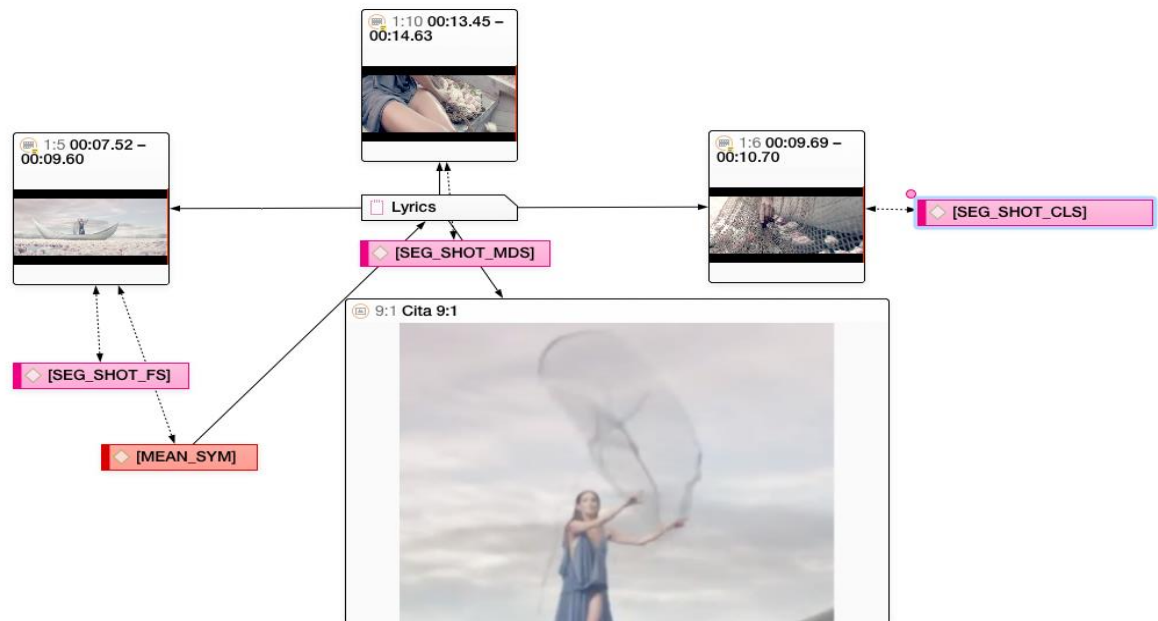 1:10 00:13.45 –
00:14.63
1:5 00:07.52 –
00:09.60
1:6 00:09.69 –
00:10.70
Lyrics
[SEG_SHOT_CLS]
[SEG_SHOT_MDS]
9:1 Cita 9:1
[SEG_SHOT_FS]
[MEAN_SYM]